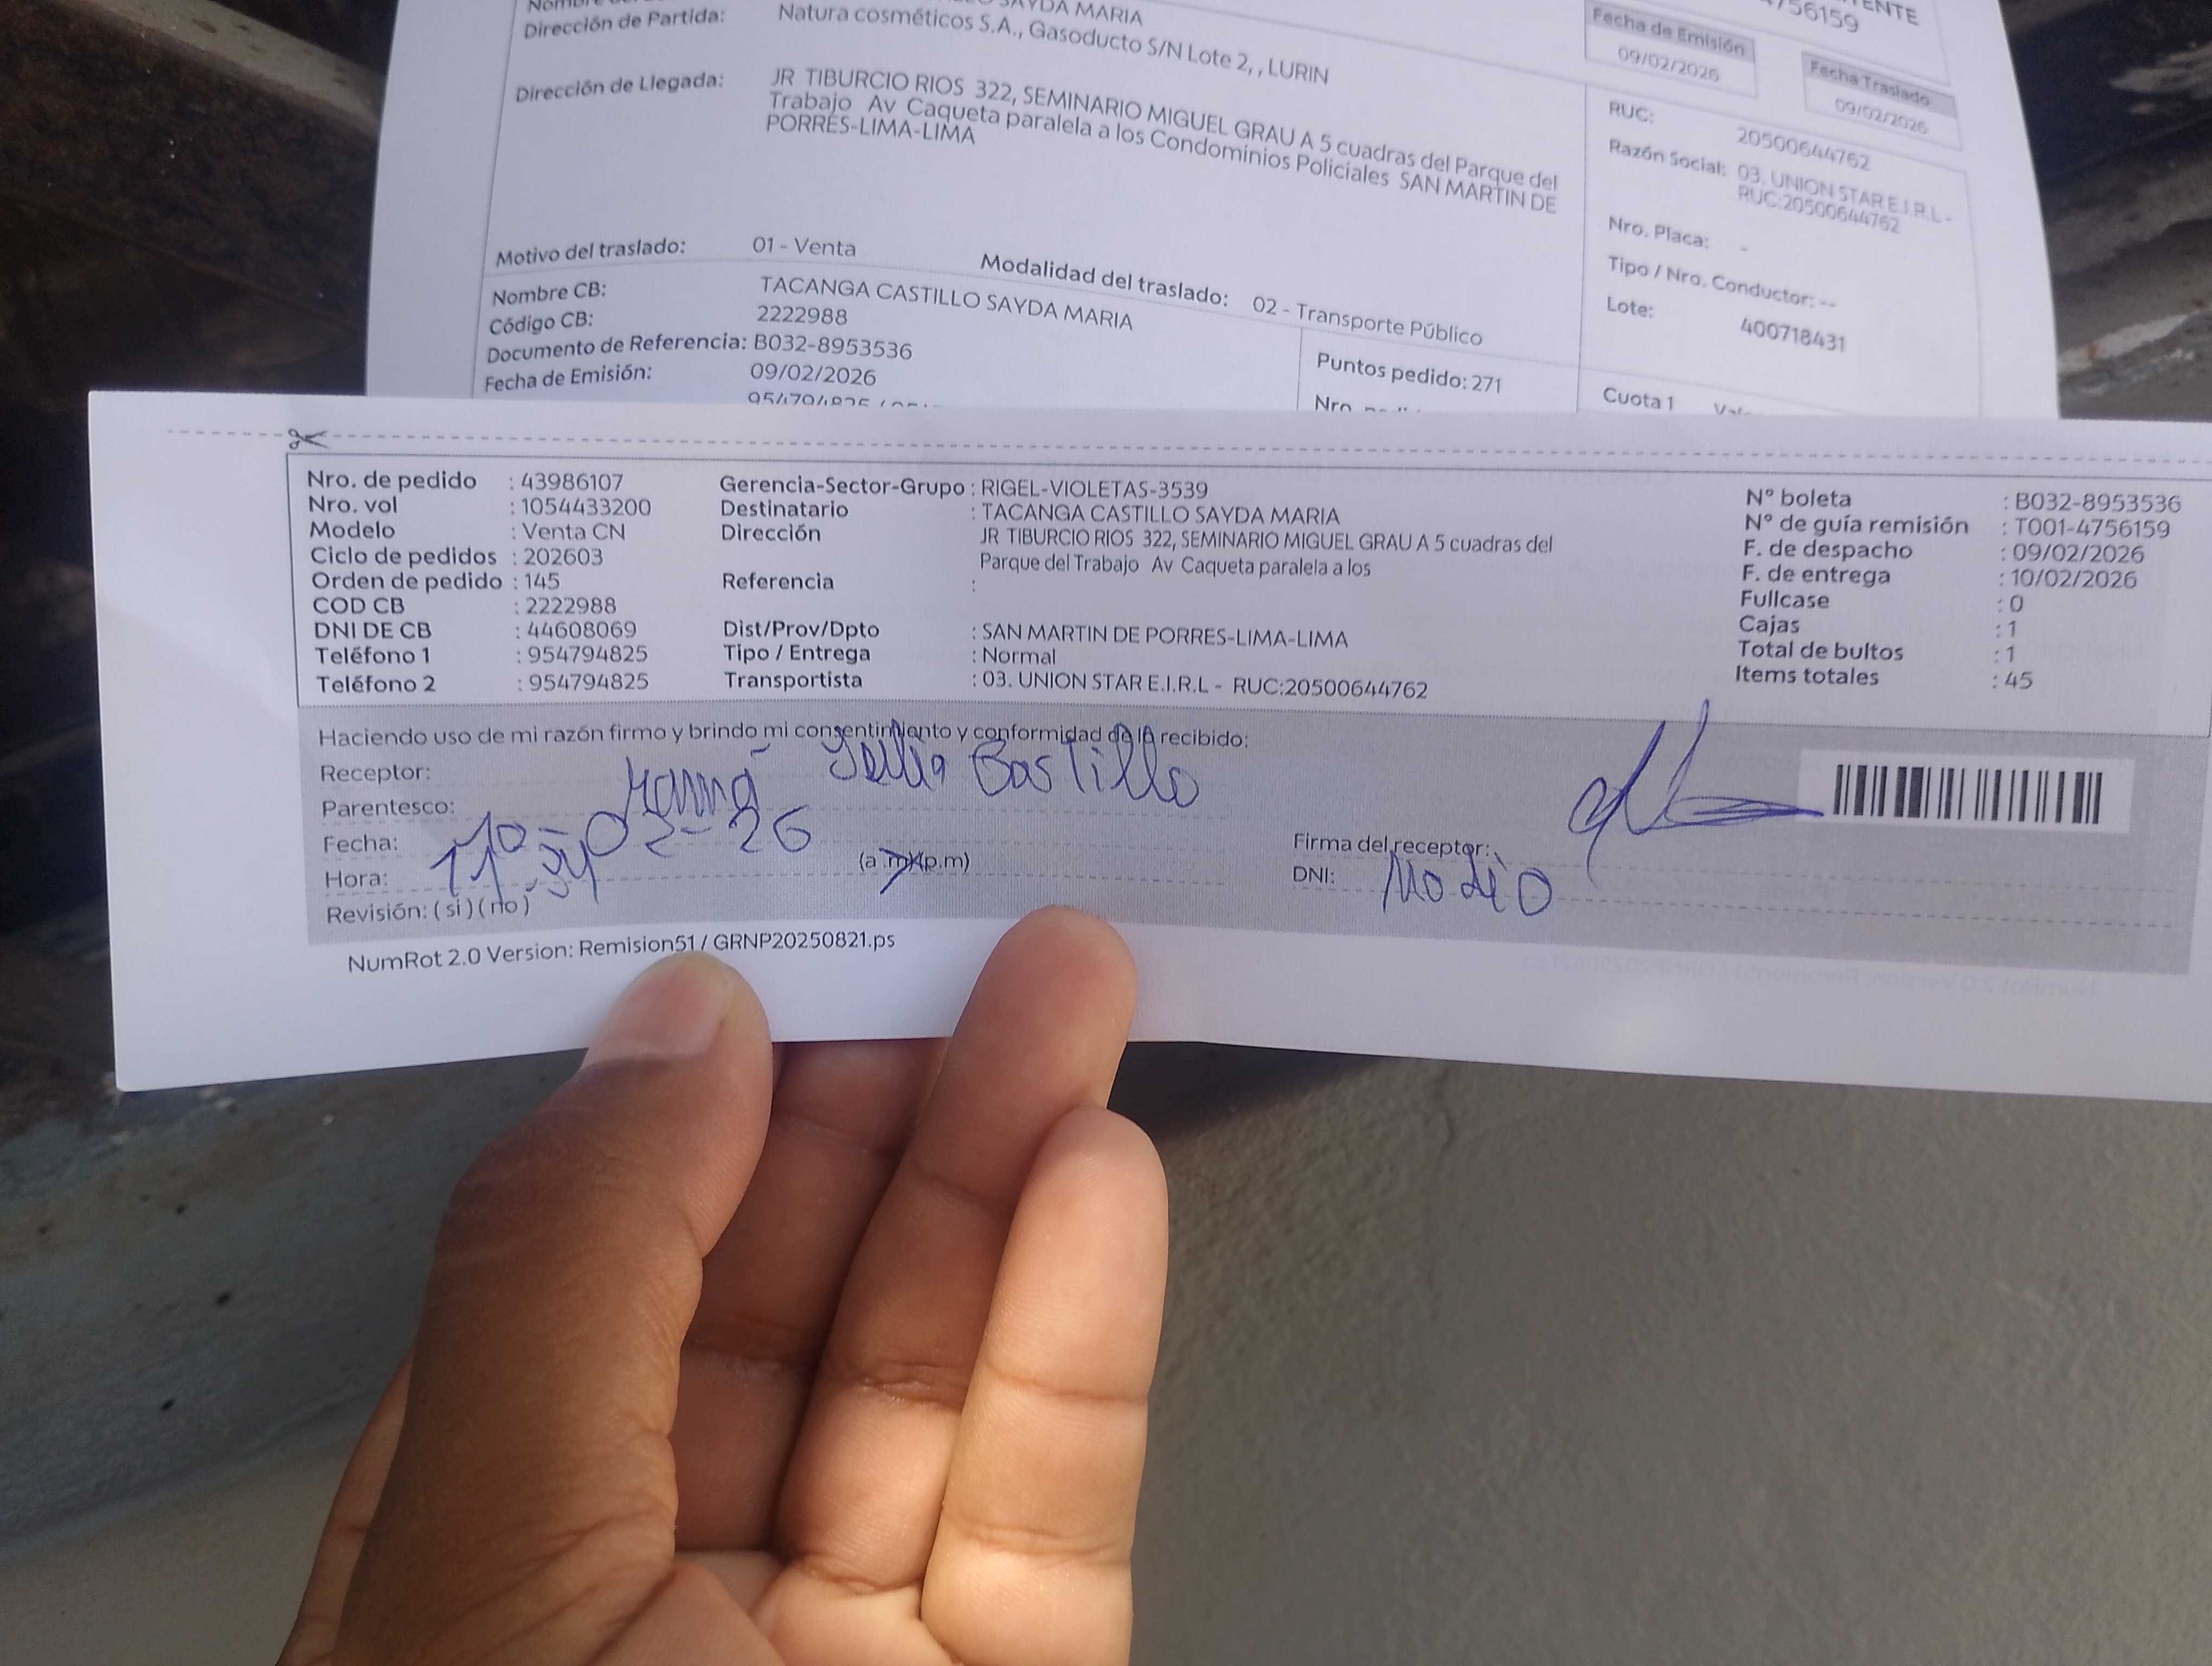 SAYDA MARIA
Dirección de Partida: Natura cosméticos S.A., Gasoducto S/N Lote 2, , LURIN
Dirección de Llegada: JR TIBURCIO RIOS 322, SEMINARIO MIGUEL GRAU A 5 cuadras del Parque del
Trabajo Av Caqueta paralela a los Condominios Policiales SAN MARTIN DE
PORRES-LIMA-LIMA
Motivo del traslado: 01 - Venta Modalidad del traslado: 02 - Transporte Público
Nombre CB: TACANGA CASTILLO SAYDA MARIA
Código CB: 2222988
Documento de Referencia: B032-8953536
Fecha de Emisión: 09/02/2026
Puntos pedido: 271
4756159
Fecha de Emisión
09/02/2026
Fecha Traslado
09/02/2026
RUC: 20500644762
Razón Social: 03. UNION STAR E.I.R.L -
RUC:20500644762
Nro. Placa: -
Tipo / Nro. Conductor: --
Lote: 400718431
Cuota 1
Nro. de pedido : 43986107
Nro. vol : 1054433200
Modelo : Venta CN
Ciclo de pedidos : 202603
Orden de pedido : 145
COD CB : 2222988
DNI DE CB : 44608069
Teléfono 1 : 954794825
Teléfono 2 : 954794825
Gerencia-Sector-Grupo : RIGEL-VIOLETAS-3539
Destinatario : TACANGA CASTILLO SAYDA MARIA
Dirección JR TIBURCIO RIOS 322, SEMINARIO MIGUEL GRAU A 5 cuadras del
Parque del Trabajo Av Caqueta paralela a los
Referencia :
Dist/Prov/Dpto : SAN MARTIN DE PORRES-LIMA-LIMA
Tipo / Entrega : Normal
Transportista : 03. UNION STAR E.I.R.L - RUC:20500644762
N° boleta : B032-8953536
N° de guía remisión : T001-4756159
F. de despacho : 09/02/2026
F. de entrega : 10/02/2026
Fullcase : 0
Cajas : 1
Total de bultos : 1
Items totales : 45
Haciendo uso de mi razón firmo y brindo mi consentimiento y conformidad de lo recibido:
Receptor:
Parentesco: Mamá
Fecha: 10-02-26
Hora: (a.m)(p.m)
Revisión: ( si ) ( no )
Firma del receptor:
DNI: No dio
NumRot 2.0 Version: Remision51 / GRNP20250821.ps